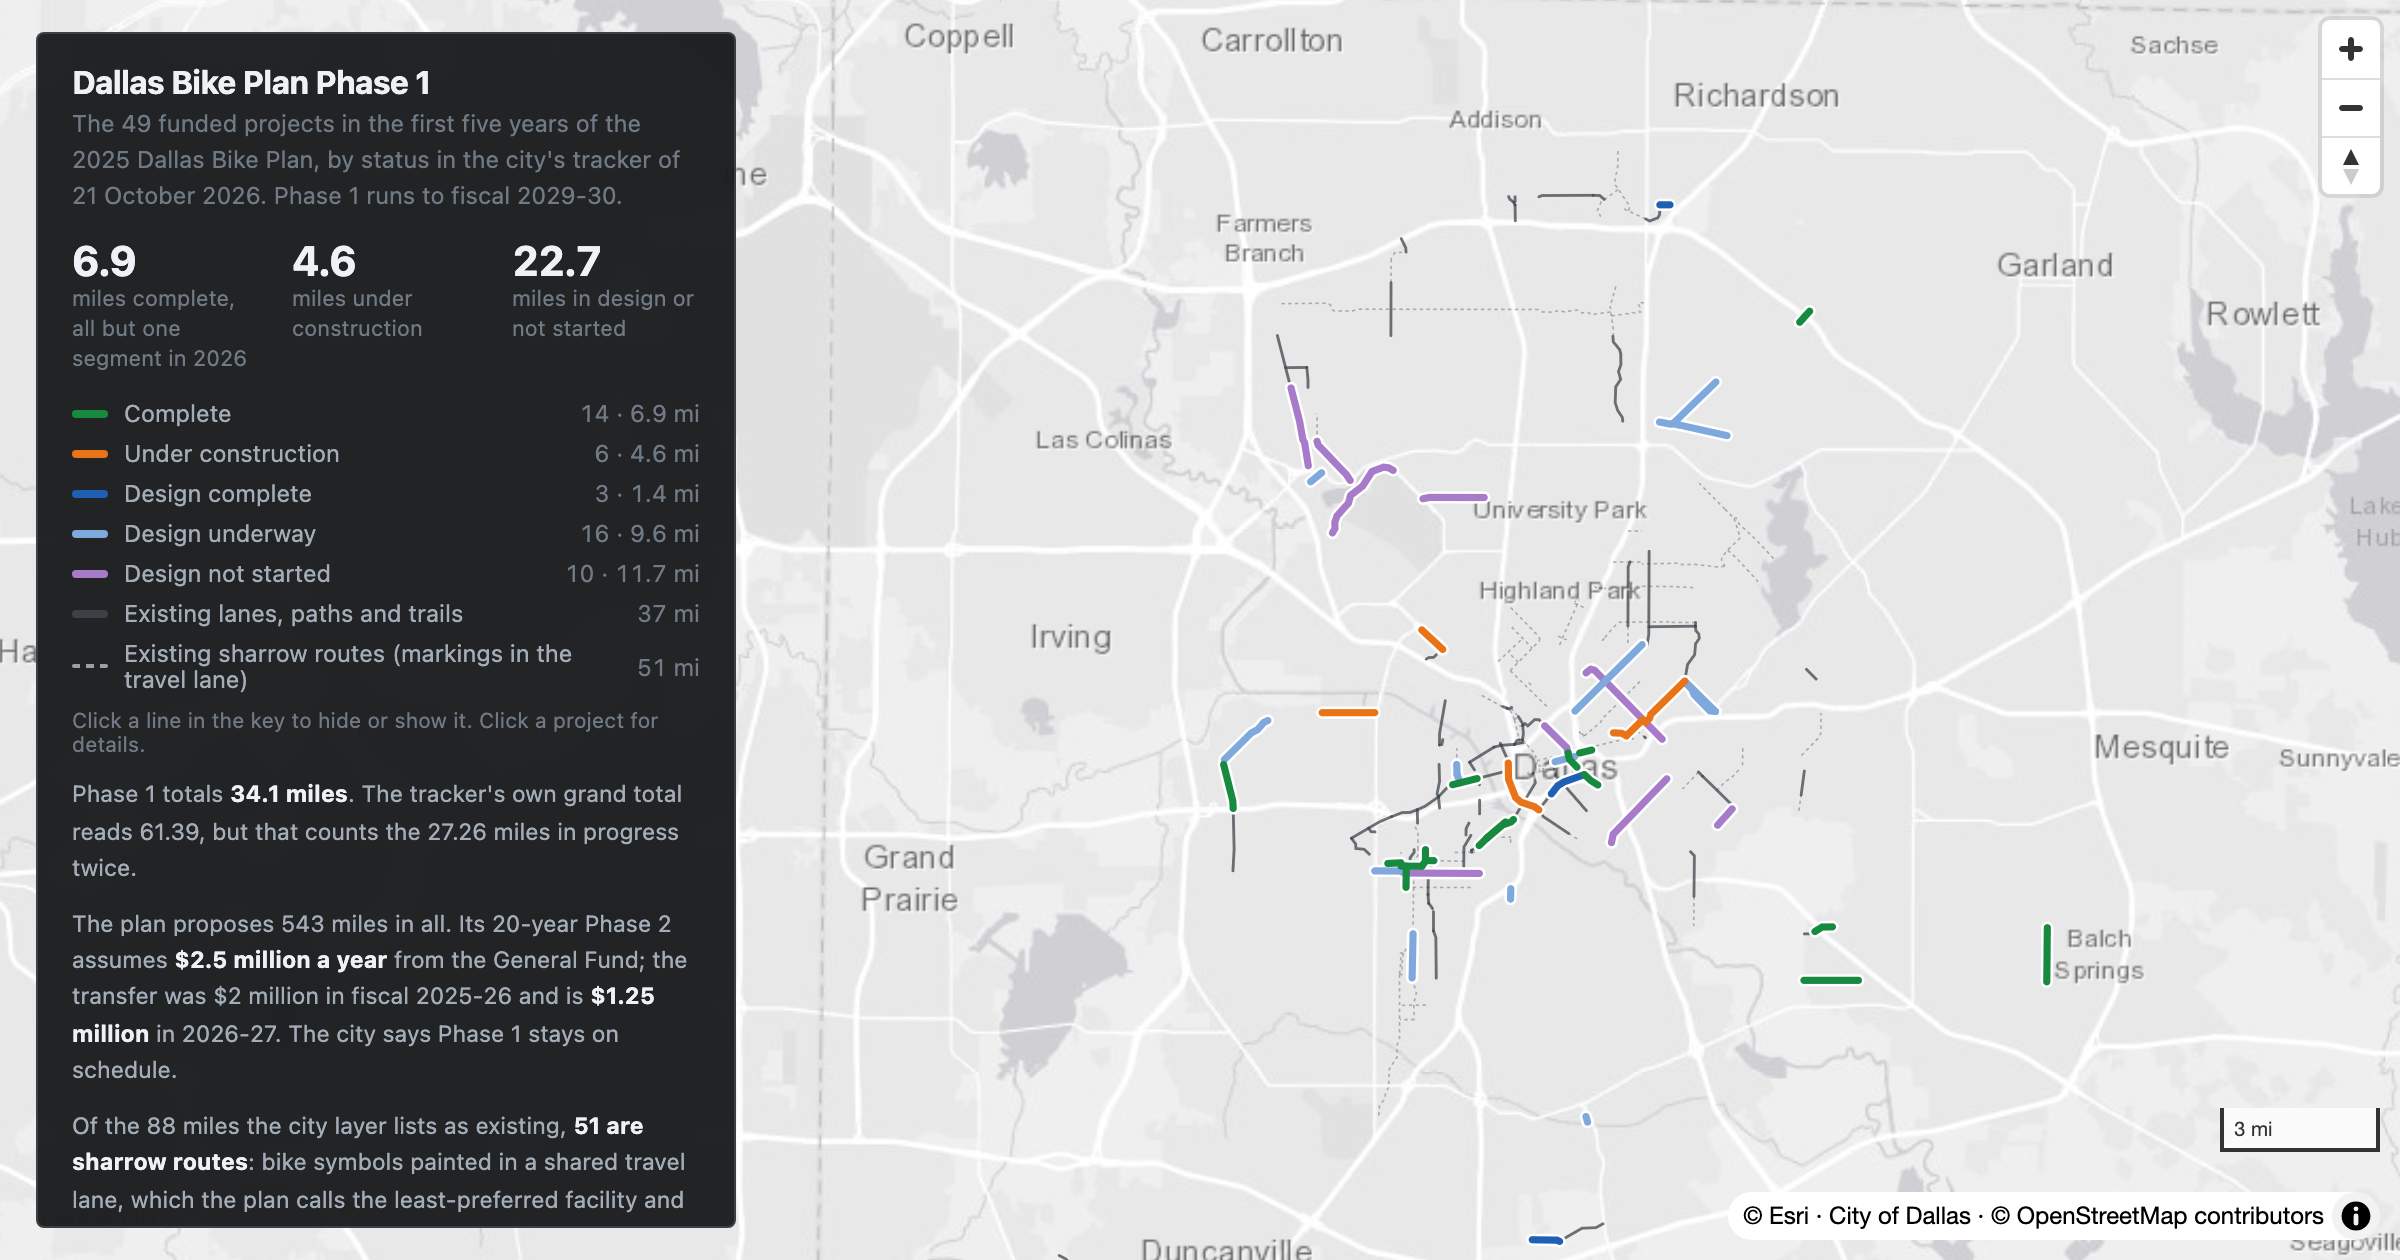 Dallas Bike Plan Phase 1
The 49 funded projects in the first five years of the
2025 Dallas Bike Plan, by status in the city's tracker of
21 October 2026. Phase 1 runs to fiscal 2029-30.
6.9
miles complete,
all but one
segment in 2026
4.6
miles under
construction
22.7
miles in design or
not started
Complete 14 · 6.9 mi
Under construction 6 · 4.6 mi
Design complete 3 · 1.4 mi
Design underway 16 · 9.6 mi
Design not started 10 · 11.7 mi
Existing lanes, paths and trails 37 mi
Existing sharrow routes (markings in the
travel lane) 51 mi
Click a line in the key to hide or show it. Click a project for
details.
Phase 1 totals 34.1 miles. The tracker's own grand total
reads 61.39, but that counts the 27.26 miles in progress
twice.
The plan proposes 543 miles in all. Its 20-year Phase 2
assumes $2.5 million a year from the General Fund; the
transfer was $2 million in fiscal 2025-26 and is $1.25
million in 2026-27. The city says Phase 1 stays on
schedule.
Of the 88 miles the city layer lists as existing, 51 are
sharrow routes: bike symbols painted in a shared travel
lane, which the plan calls the least-preferred facility and
Coppell
Carrollton
Sachse
Richardson
Addison
Farmers
Branch
Garland
Rowlett
Las Colinas
University Park
Lake
Hub
Highland Park
Irving
Dallas
Mesquite
Sunnyvale
Grand
Prairie
Balch
Springs
Duncanville
Seagoville
ne
Ha
3 mi
© Esri · City of Dallas · © OpenStreetMap contributors